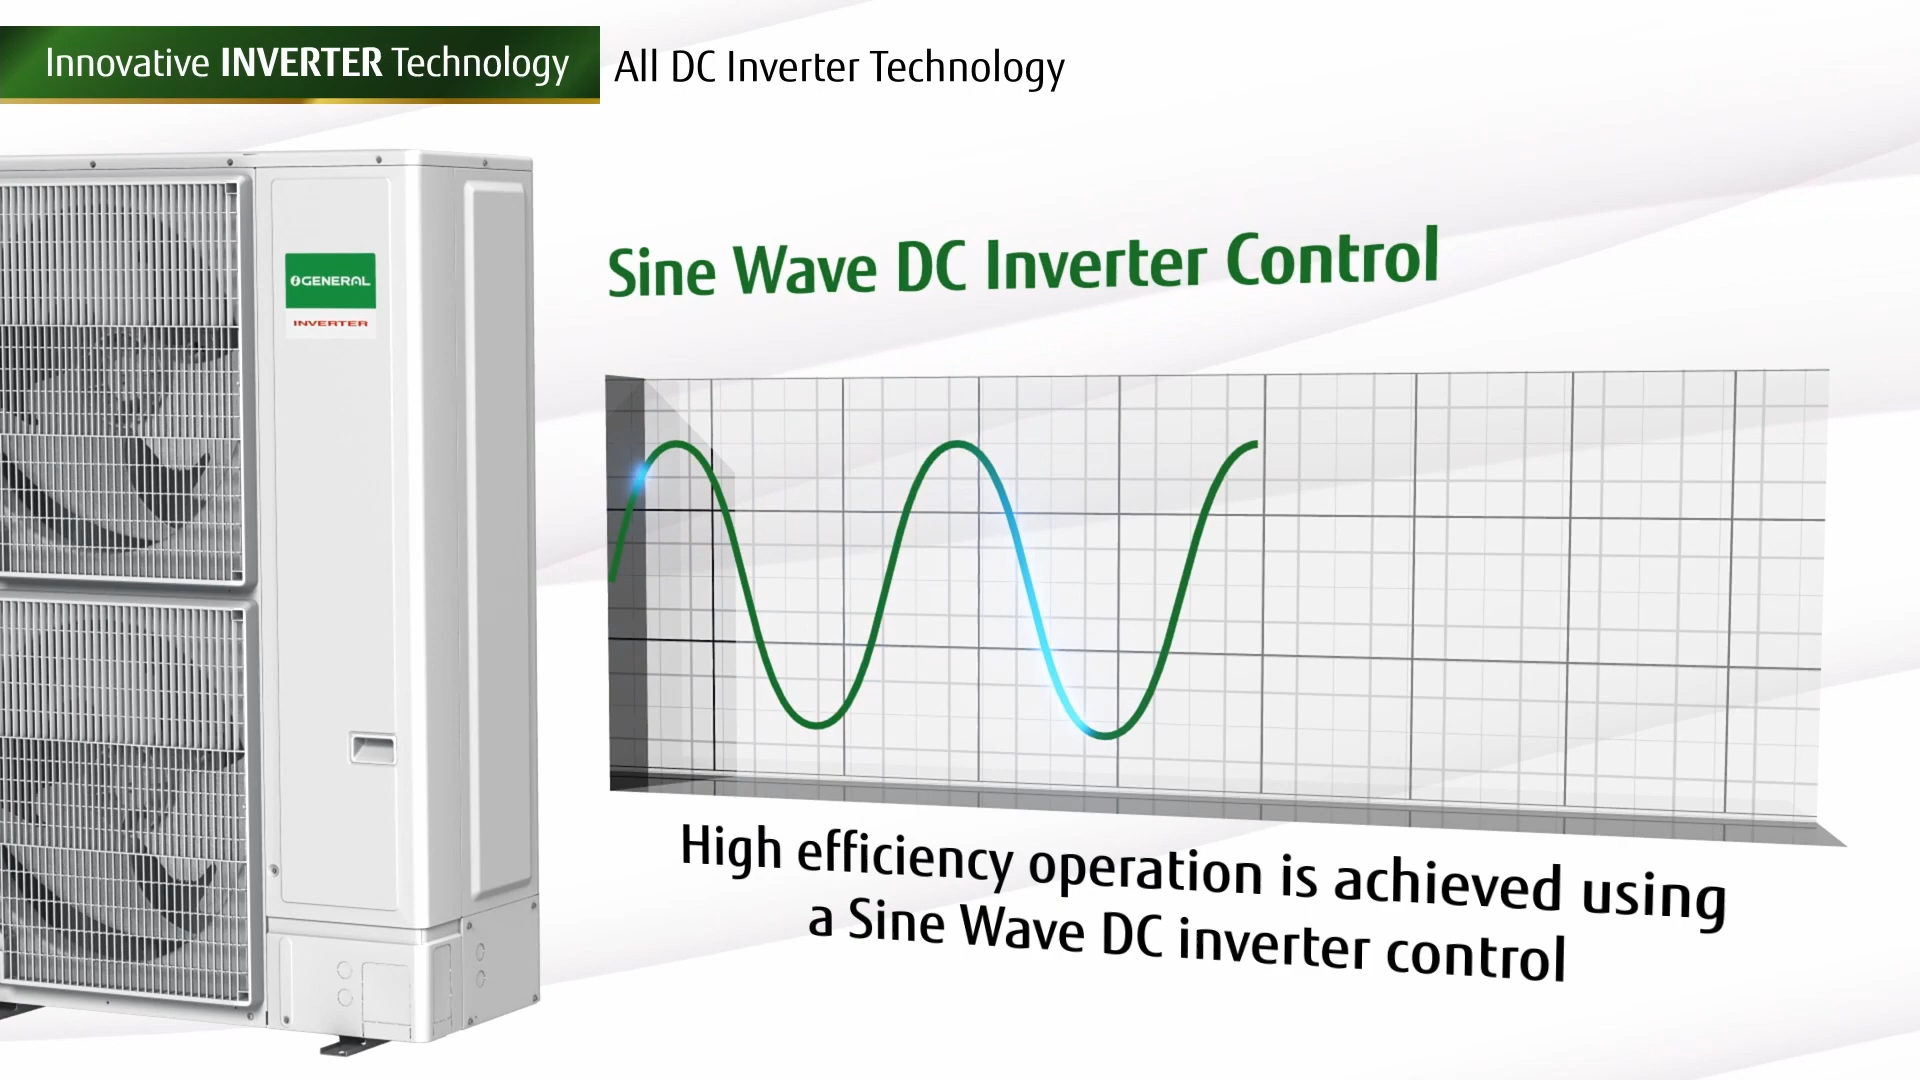 Innovative INVERTER Technology
All DC Inverter Technology
GENERAL
INVERTER
Sine Wave DC Inverter Control
High efficiency operation is achieved using
a Sine Wave DC inverter control